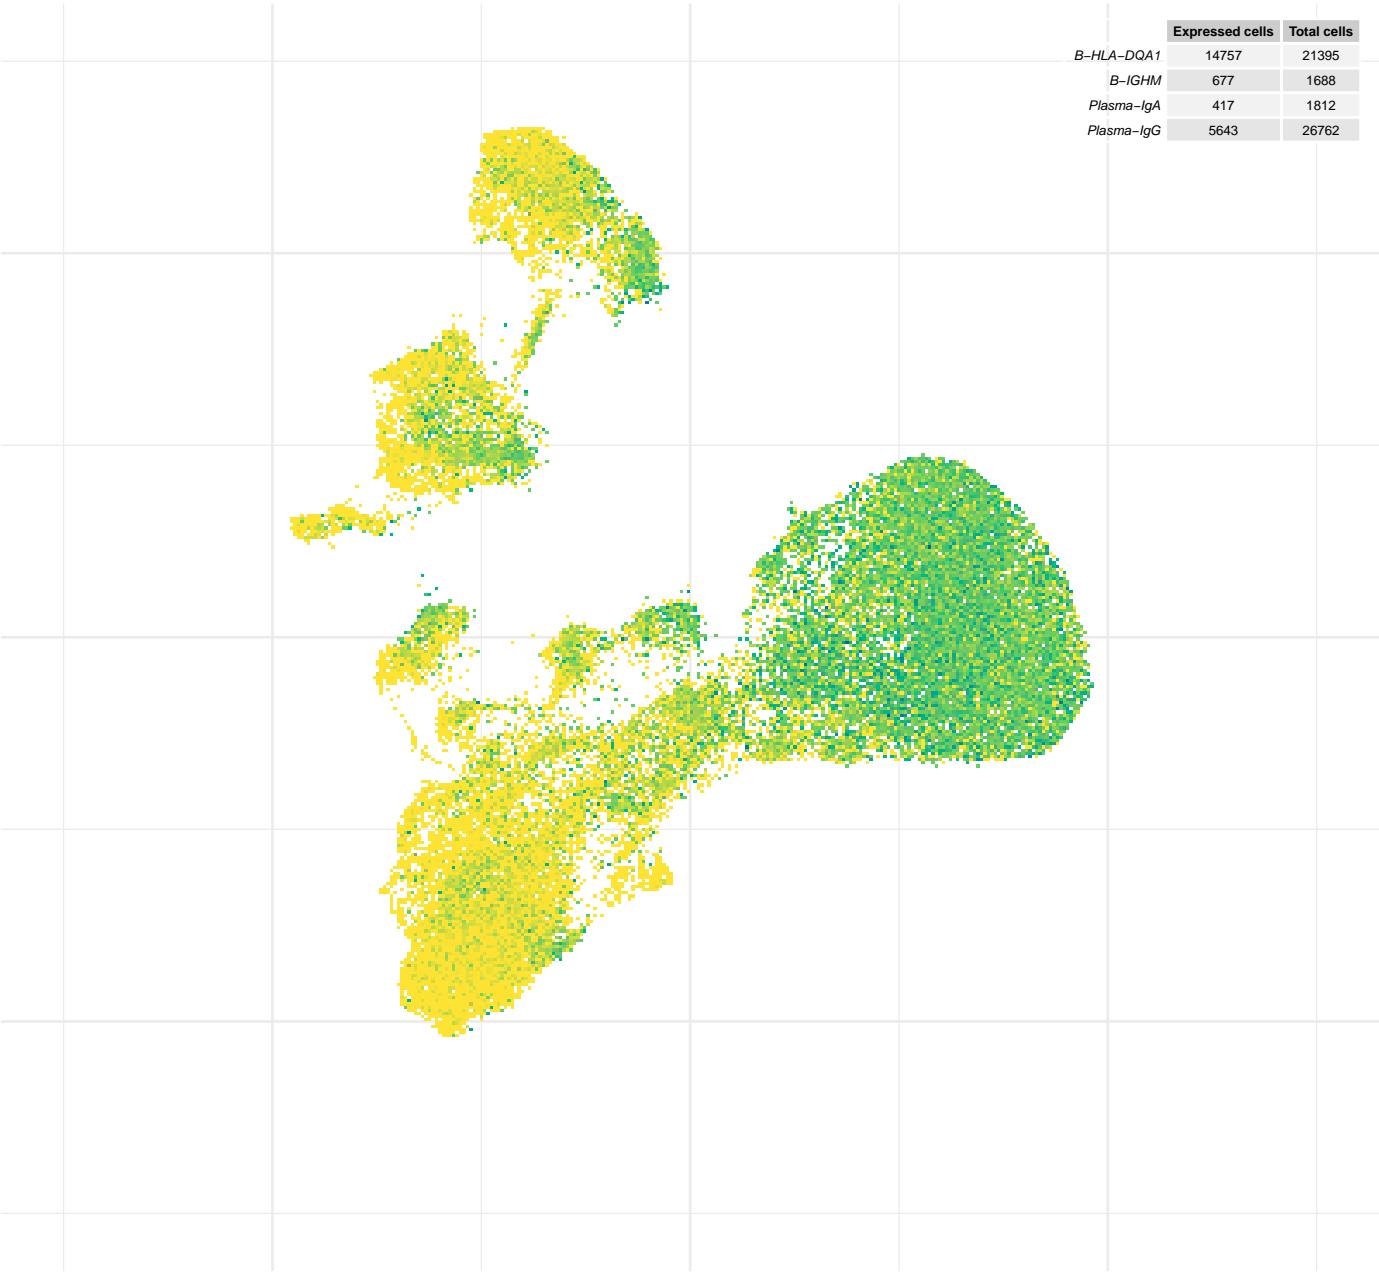 Expressed cells Total cells
B−HLA−DQA1 14757 21395
B−IGHM 677 1688
Plasma−IgA 417 1812
Plasma−IgG 5643 26762